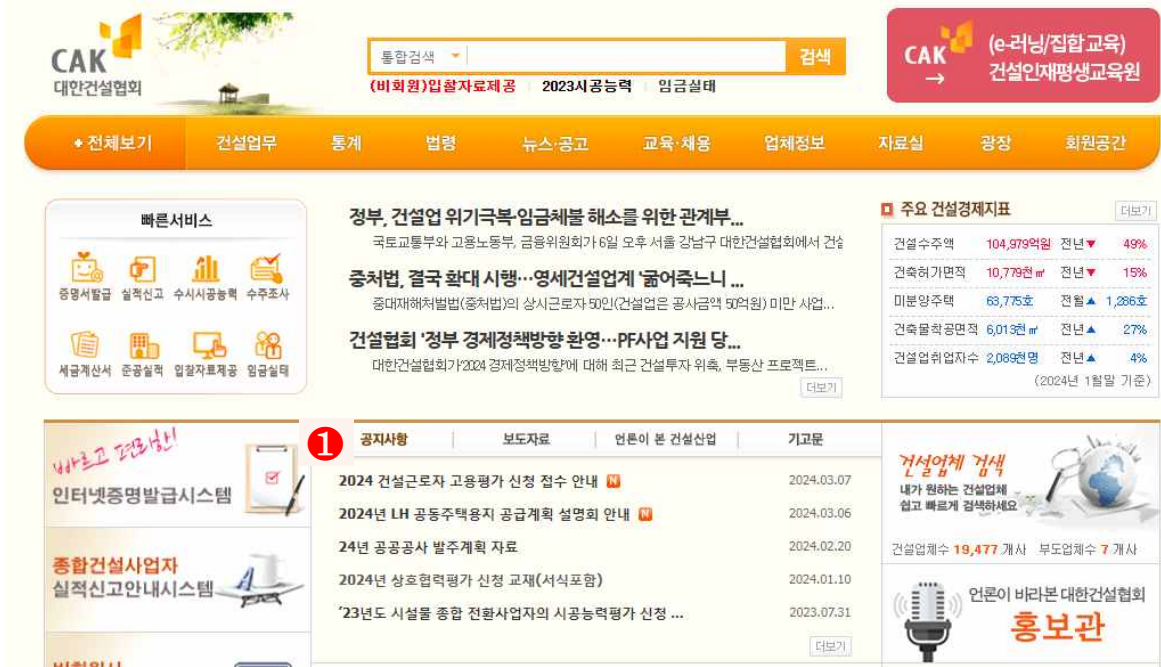 CAK
대한건설협회
통합검색
검색
(비회원)입찰자료제공 2023시공능력 임금실태
CAK →
(e-러닝/집합교육)
건설인재평생교육원
전체보기 건설업무 통계 법령 뉴스·공고 교육·채용 업체정보 자료실 광장 회원공간
빠른서비스
증명서발급 실적신고 수시시공능력 수주조사
세금계산서 준공실적 입찰자료제공 임금실태
정부, 건설업 위기극복·임금체불 해소를 위한 관계부...
국토교통부와 고용노동부, 금융위원회가 6일 오후 서울 강남구 대한건설협회에서 건설
중처법, 결국 확대 시행…영세건설업계 '굶어죽느니 ...
중대재해처벌법(중처법)의 상시근로자 50인(건설업은 공사금액 50억원) 미만 사업...
건설협회 '정부 경제정책방향 환영…PF사업 지원 당...
대한건설협회가 '2024 경제정책방향'에 대해 최근 건설투자 위축, 부동산 프로젝트...
더보기
주요 건설경제지표 더보기
건설수주액 104,979억원 전년▼ 49%
건축허가면적 10,779천㎡ 전년▼ 15%
미분양주택 63,775호 전월▲ 1,286호
건축물착공면적 6,013천㎡ 전년▲ 27%
건설업취업자수 2,089천명 전년▲ 4%
(2024년 1월말 기준)
빠르고 편리한!
인터넷증명발급시스템
종합건설사업자
실적신고안내시스템
비회원사
❶
공지사항 보도자료 언론이 본 건설산업 기고문
2024 건설근로자 고용평가 신청 접수 안내 N 2024.03.07
2024년 LH 공동주택용지 공급계획 설명회 안내 N 2024.03.06
24년 공공공사 발주계획 자료 2024.02.20
2024년 상호협력평가 신청 교재(서식포함) 2024.01.10
'23년도 시설물 종합 전환사업자의 시공능력평가 신청 ... 2023.07.31
더보기
건설업체 검색
내가 원하는 건설업체
쉽고 빠르게 검색하세요
건설업체수 19,477 개사 부도업체수 7 개사
언론이 바라본 대한건설협회
홍보관